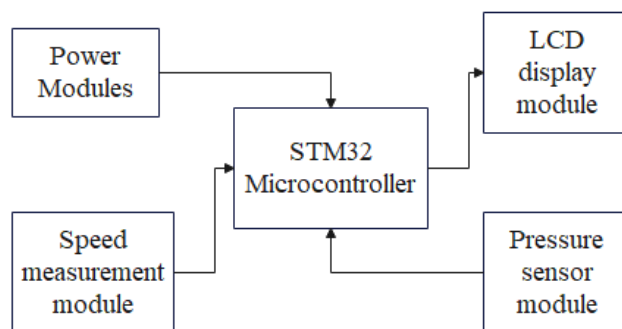 Power
Modules
LCD
display
module
STM32
Microcontroller
Speed
measurement
module
Pressure
sensor
module